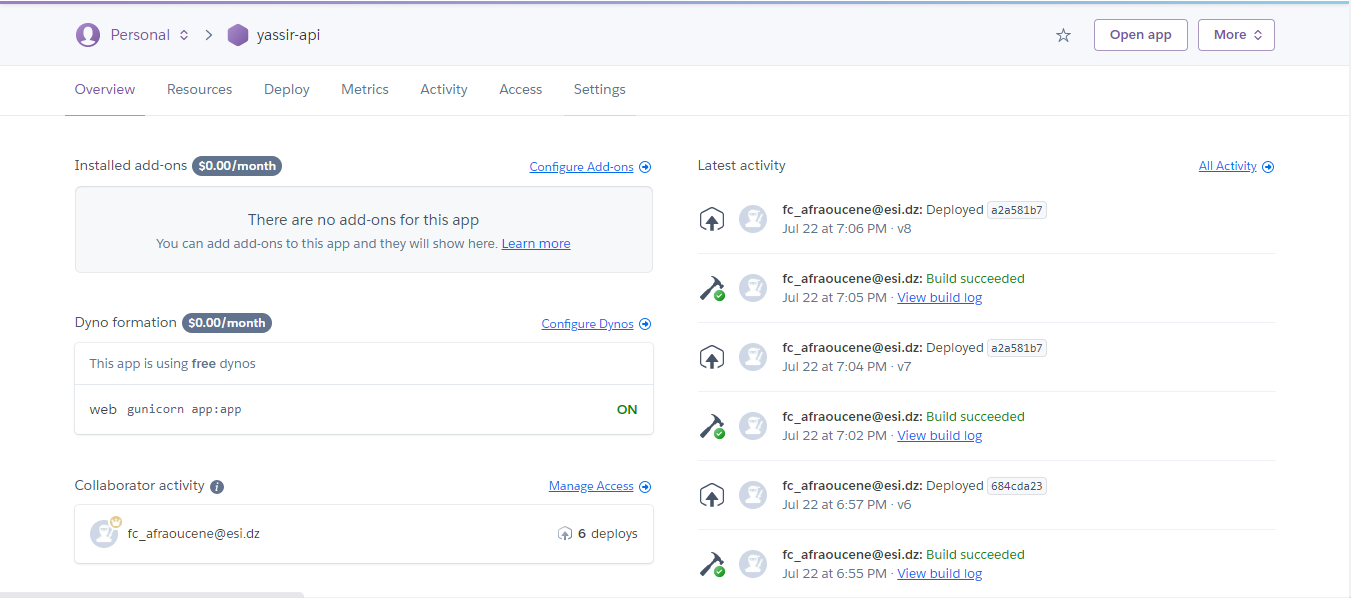 Personal > yassir-api
Open app
More
Overview Resources Deploy Metrics Activity Access Settings
Installed add-ons $0.00/month Configure Add-ons
There are no add-ons for this app
You can add add-ons to this app and they will show here. Learn more
Dyno formation $0.00/month Configure Dynos
This app is using free dynos
web gunicorn app:app ON
Collaborator activity i Manage Access
fc_afraoucene@esi.dz 6 deploys
Latest activity All Activity
fc_afraoucene@esi.dz: Deployed a2a581b7
Jul 22 at 7:06 PM · v8
fc_afraoucene@esi.dz: Build succeeded
Jul 22 at 7:05 PM · View build log
fc_afraoucene@esi.dz: Deployed a2a581b7
Jul 22 at 7:04 PM · v7
fc_afraoucene@esi.dz: Build succeeded
Jul 22 at 7:02 PM · View build log
fc_afraoucene@esi.dz: Deployed 684cda23
Jul 22 at 6:57 PM · v6
fc_afraoucene@esi.dz: Build succeeded
Jul 22 at 6:55 PM · View build log